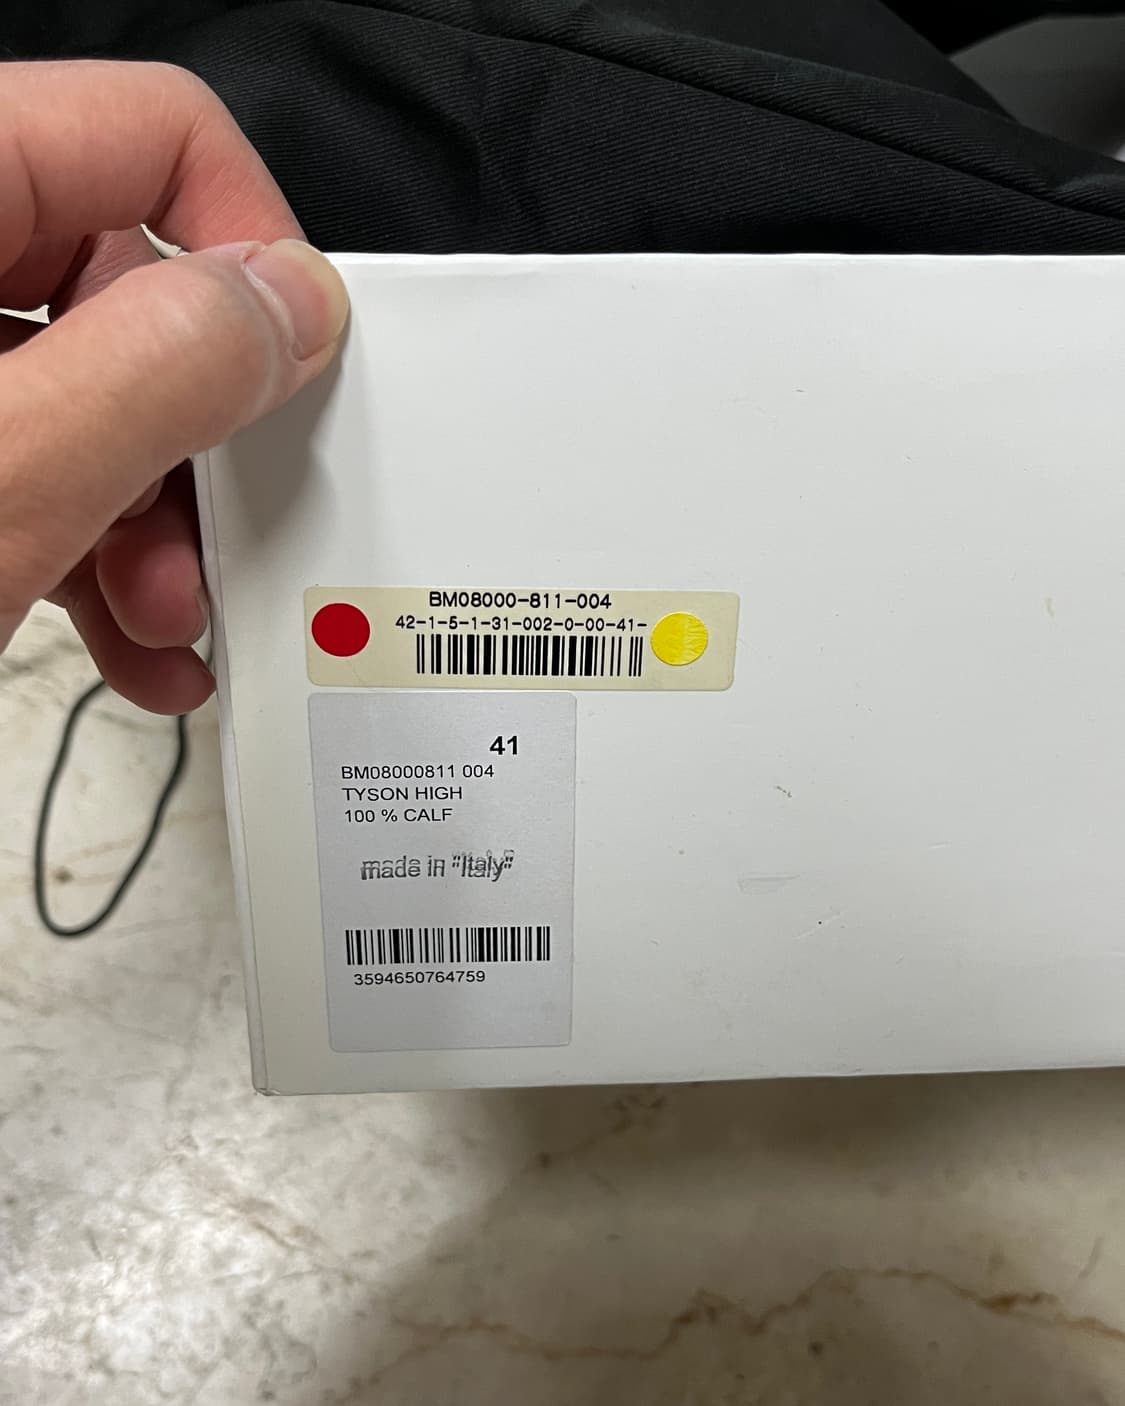 BM08000-811-004
42-1-5-1-31-002-0-00-41-
41
BM08000811 004
TYSON HIGH
100 % CALF
made in "Italy"
3594650764759